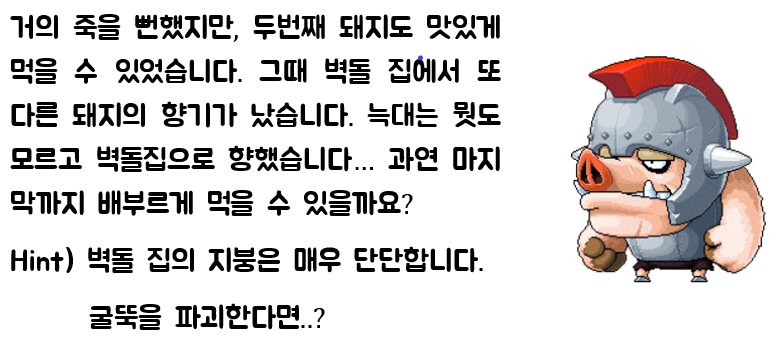 거의 죽을 뻔했지만, 두번째 돼지도 맛있게
먹을 수 있었습니다. 그때 벽돌 집에서 또
다른 돼지의 향기가 났습니다. 늑대는 뭣도
모르고 벽돌집으로 향했습니다... 과연 마지
막까지 배부르게 먹을 수 있을까요?
Hint) 벽돌 집의 지붕은 매우 단단합니다.
굴뚝을 파괴한다면..?